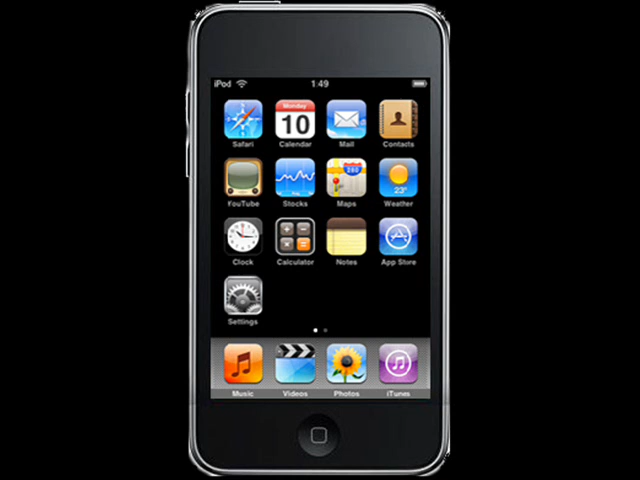 iPod 1:49
Monday
10
Safari Calendar Mail Contacts
280
23°
YouTube Stocks Maps Weather
Clock Calculator Notes App Store
Settings
Music Videos Photos iTunes